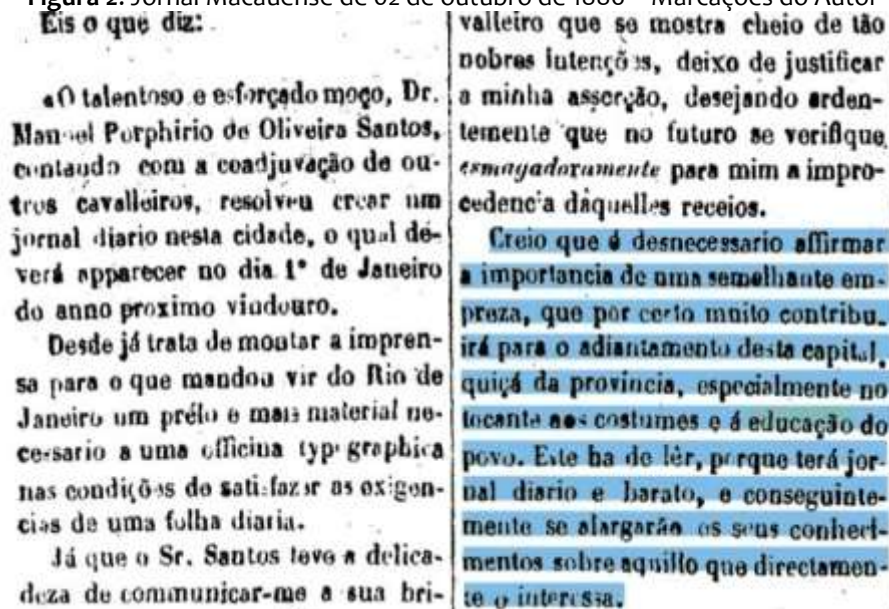 Figura 2. Jornal Macauense de 02 de outubro de 1886 – Marcações do Autor
Eis o que diz:
«O talentoso e esforçado moço, Dr.
Manoel Porphirio de Oliveira Santos,
contando com a coadjuvação de ou-
tros cavalleiros, resolveu crear um
jornal diario nesta cidade, o qual de-
verá apparecer no dia 1° de Janeiro
do anno proximo vindouro.
Desde já trata de montar a impren-
sa para o que mandou vir do Rio de
Janeiro um prélo e mais material ne-
cessario a uma officina typographica
nas condições de satisfazer as exigen-
cias de uma folha diaria.
Já que o Sr. Santos teve a delica-
deza de communicar-me a sua bri-
valleiro que se mostra cheio de tão
nobres intenções, deixo de justificar
a minha asserção, desejando arden-
temente que no futuro se verifique
esmagadoramente para mim a impro-
cedencia dáquelles receios.
Creio que é desnecessario affirmar
a importancia de uma semelhante em-
preza, que por certo muito contribu-
irá para o adiantamento desta capital,
quiçá da provincia, especialmente no
tocante aos costumes e á educação do
povo. Este ha de lêr, porque terá jor-
nal diario e barato, e conseguinte-
mente se alargarão os seus conheci-
mentos sobre aquillo que directamen-
te o interessa.